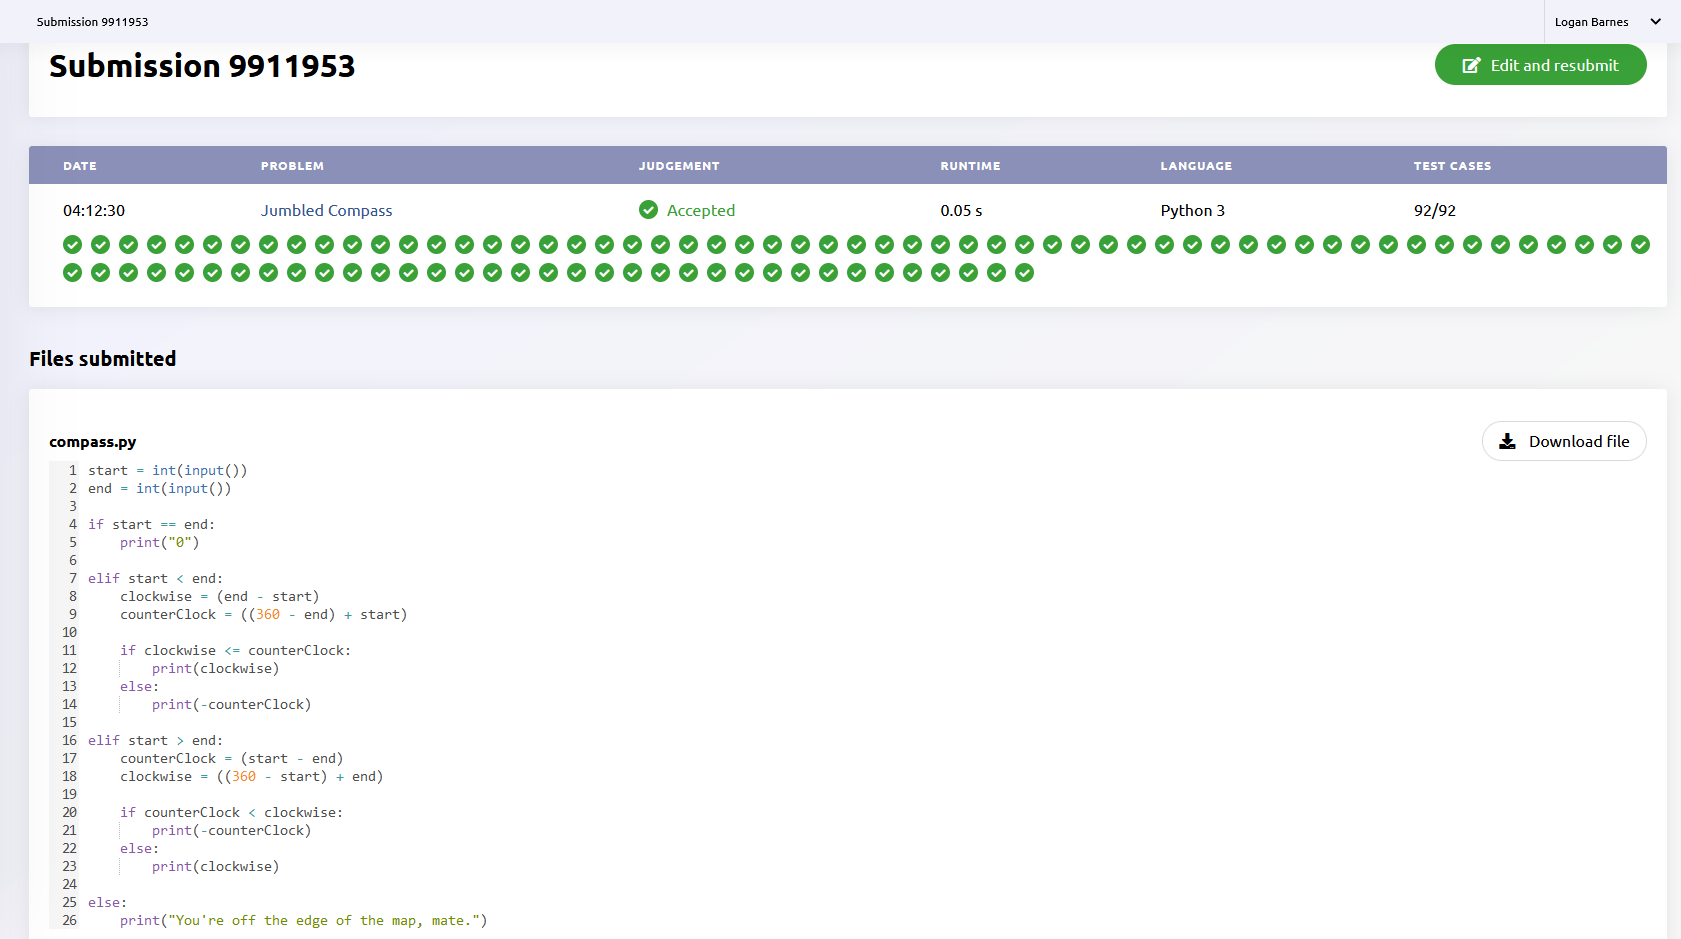 Submission 9911953
Logan Barnes
Submission 9911953
Edit and resubmit
DATE PROBLEM JUDGEMENT RUNTIME LANGUAGE TEST CASES
04:12:30 Jumbled Compass Accepted 0.05 s Python 3 92/92
Files submitted
compass.py
Download file
1 start = int(input())
2 end = int(input())
3
4 if start == end:
5     print("0")
6
7 elif start < end:
8     clockwise = (end - start)
9     counterClock = ((360 - end) + start)
10
11     if clockwise <= counterClock:
12         print(clockwise)
13     else:
14         print(-counterClock)
15
16 elif start > end:
17     counterClock = (start - end)
18     clockwise = ((360 - start) + end)
19
20     if counterClock < clockwise:
21         print(-counterClock)
22     else:
23         print(clockwise)
24
25 else:
26     print("You're off the edge of the map, mate.")